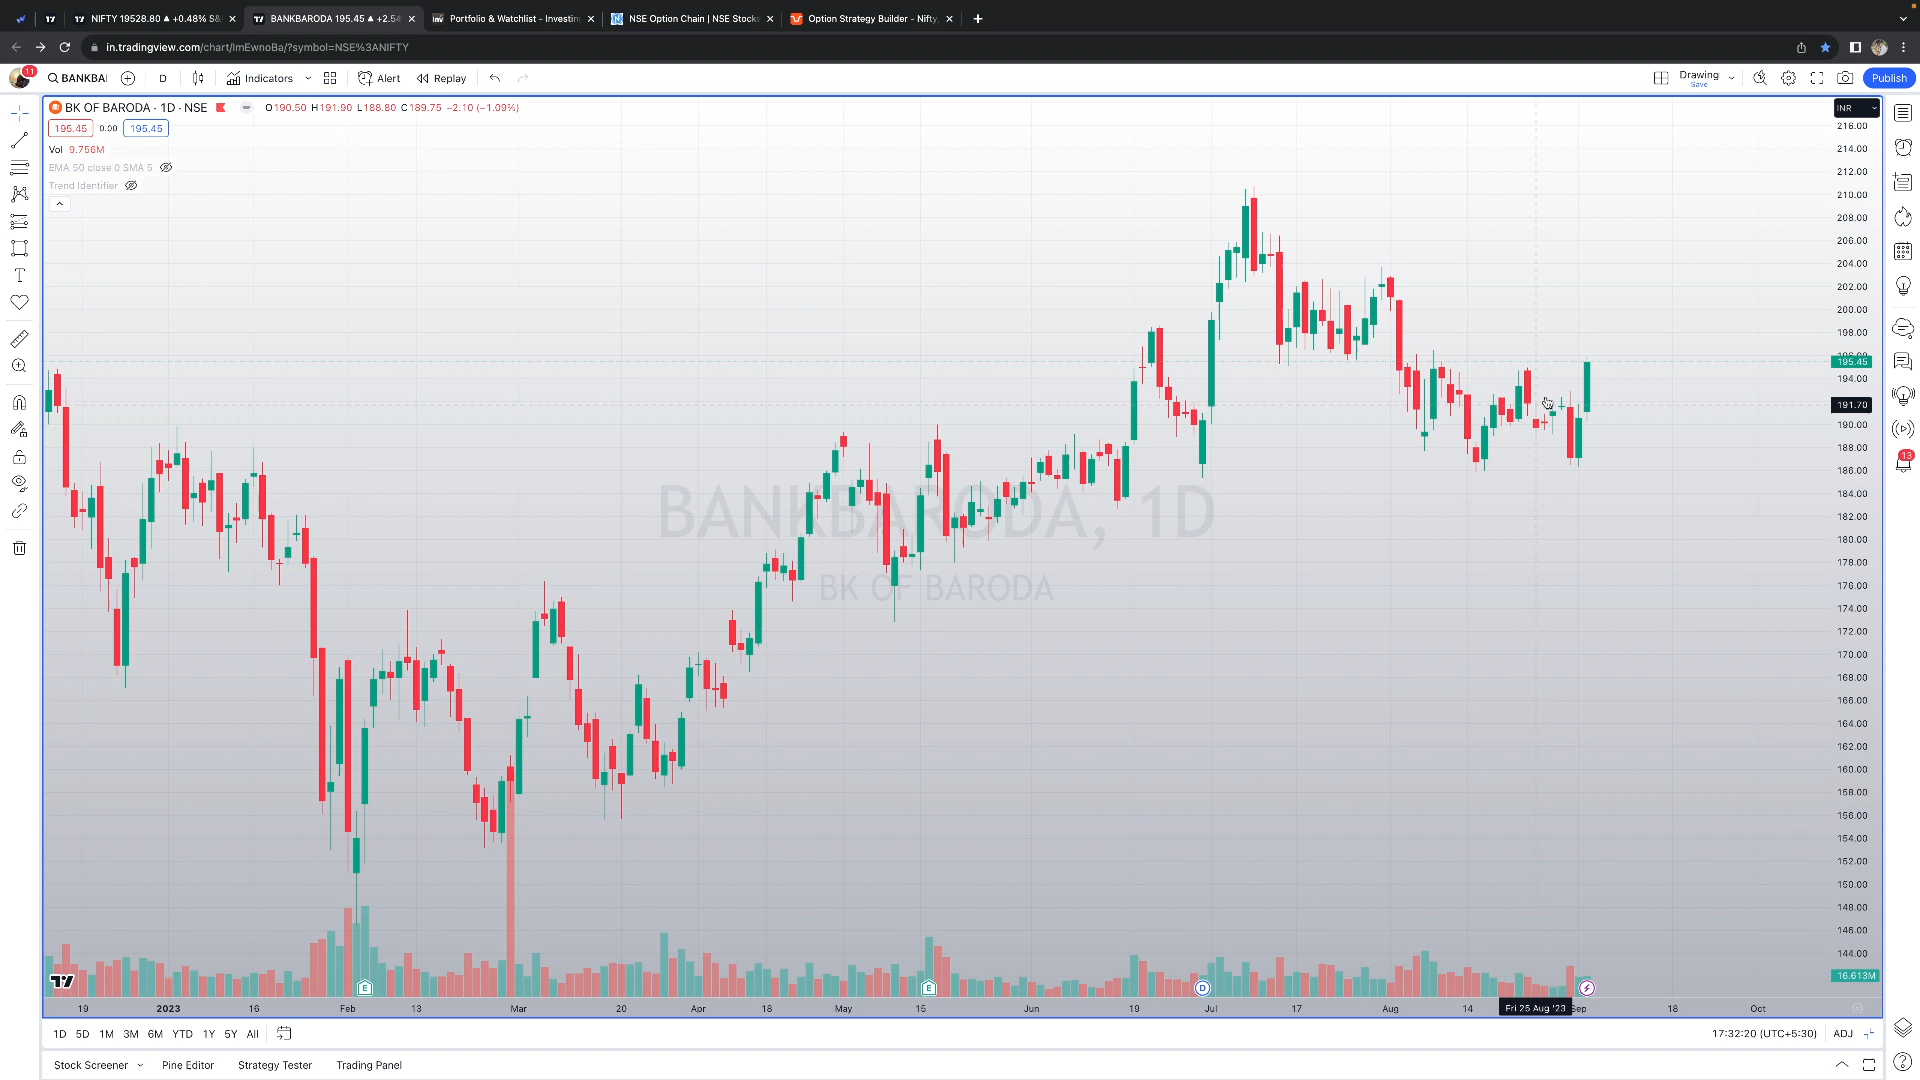 NIFTY 19528.80 ▲ +0.48% S&
BANKBARODA 195.45 ▲ +2.54
Portfolio & Watchlist - Investin
NSE Option Chain | NSE Stocks
Option Strategy Builder - Nifty,
in.tradingview.com/chart/ImEwnoBa/?symbol=NSE%3ANIFTY
11
BANKBA
D
Indicators
Alert
Replay
Drawing
Save
Publish
BK OF BARODA · 1D · NSE
O190.50 H191.90 L188.80 C189.75 −2.10 (−1.09%)
INR
195.45 0.00 195.45
Vol 9.756M
EMA 50 close 0 SMA 5
Trend Identifier
216.00
214.00
212.00
210.00
208.00
206.00
204.00
202.00
200.00
198.00
196.00
195.45
194.00
191.70
190.00
188.00
186.00
184.00
182.00
180.00
178.00
176.00
174.00
172.00
170.00
168.00
166.00
164.00
162.00
160.00
158.00
156.00
154.00
152.00
150.00
148.00
146.00
144.00
16.613M
13
BANKBARODA, 1D
BK OF BARODA
E
E
D
19 2023 16 Feb 13 Mar 20 Apr 18 May 15 Jun 19 Jul 17 Aug 14 Fri 25 Aug '23 Sep 18 Oct
1D 5D 1M 3M 6M YTD 1Y 5Y All
17:32:20 (UTC+5:30) ADJ
Stock Screener Pine Editor Strategy Tester Trading Panel